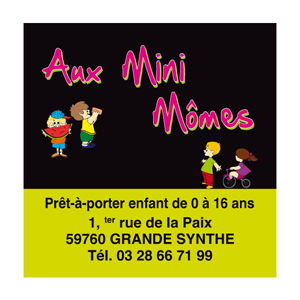 Aux Mini
Mômes
Prêt-à-porter enfant de 0 à 16 ans
1, ter rue de la Paix
59760 GRANDE SYNTHE
Tél. 03 28 66 71 99